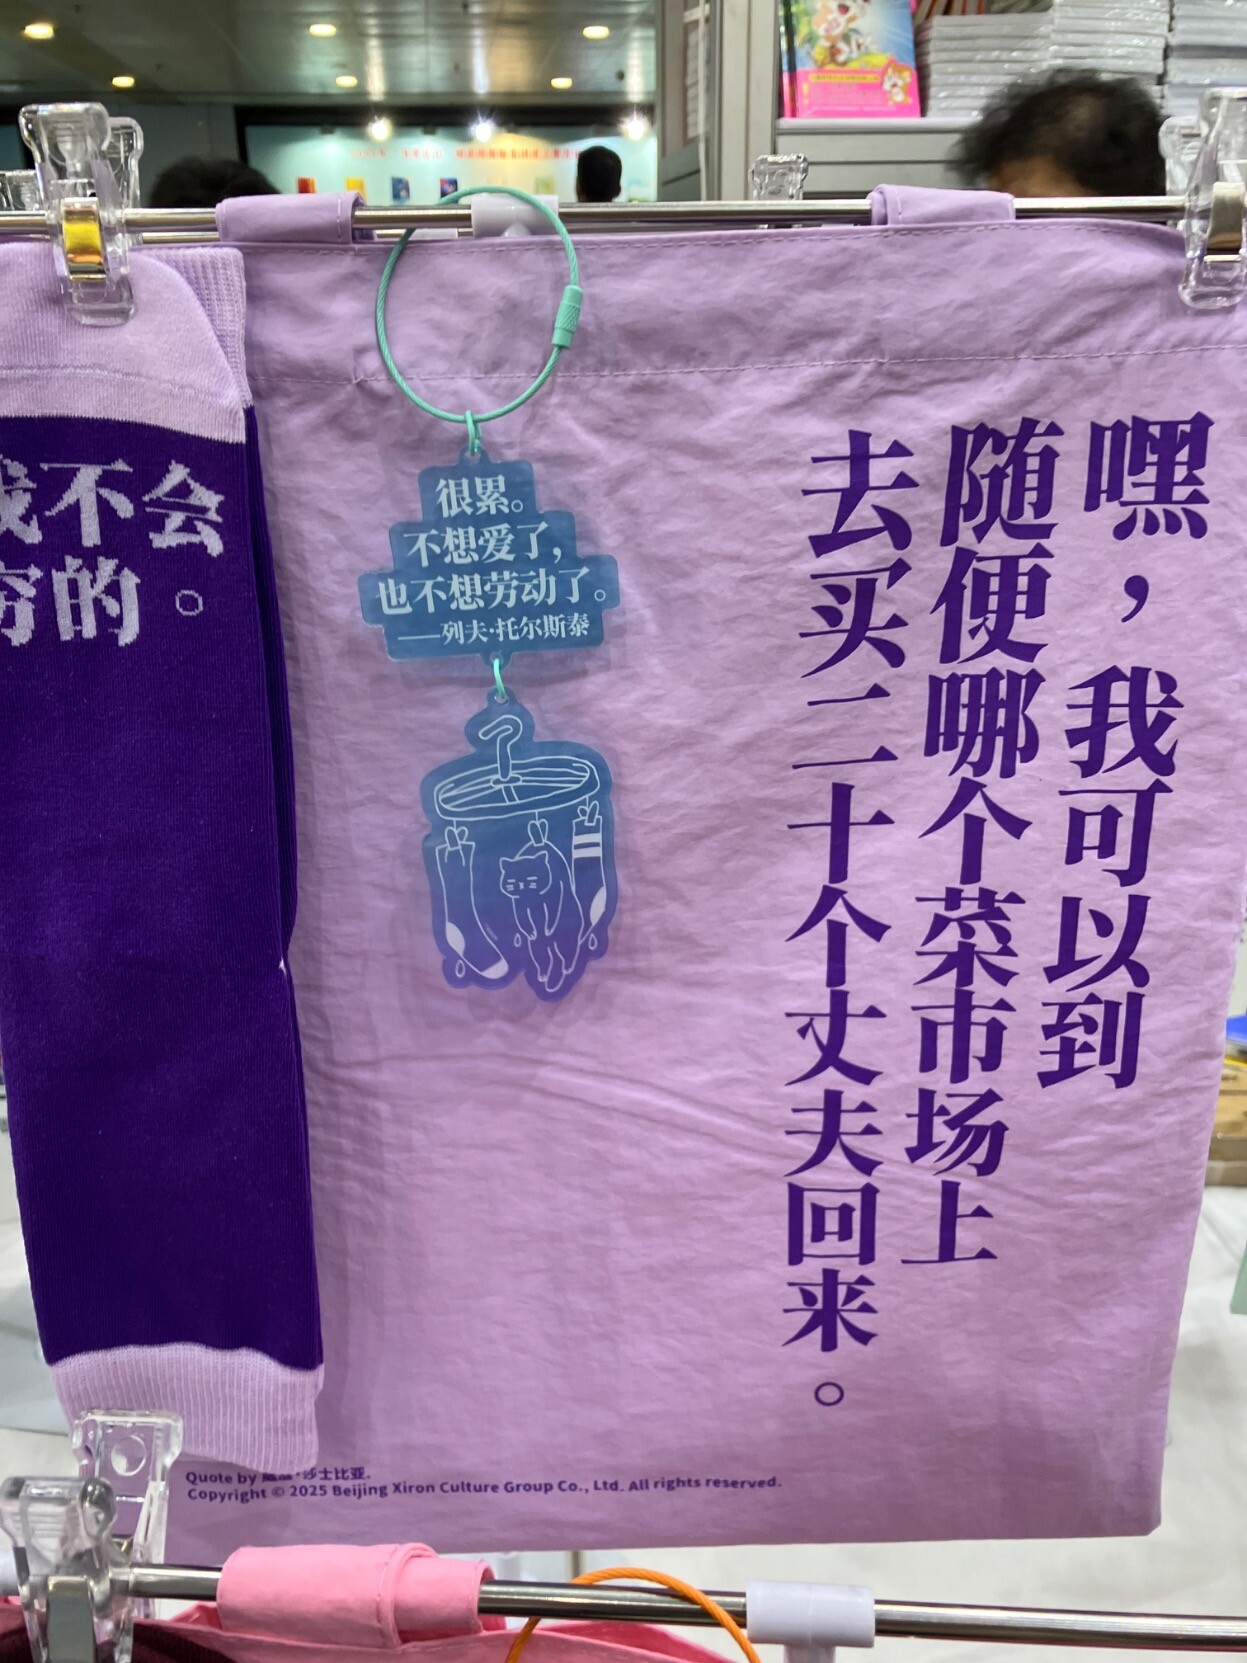 嘿，我可以到
随便哪个菜市场上
去买二十个丈夫回来。
很累。
不想爱了，
也不想劳动了。
——列夫·托尔斯泰
我不会
穷的。
Quote by 威廉·莎士比亚.
Copyright © 2025 Beijing Xiron Culture Group Co., Ltd. All rights reserved.